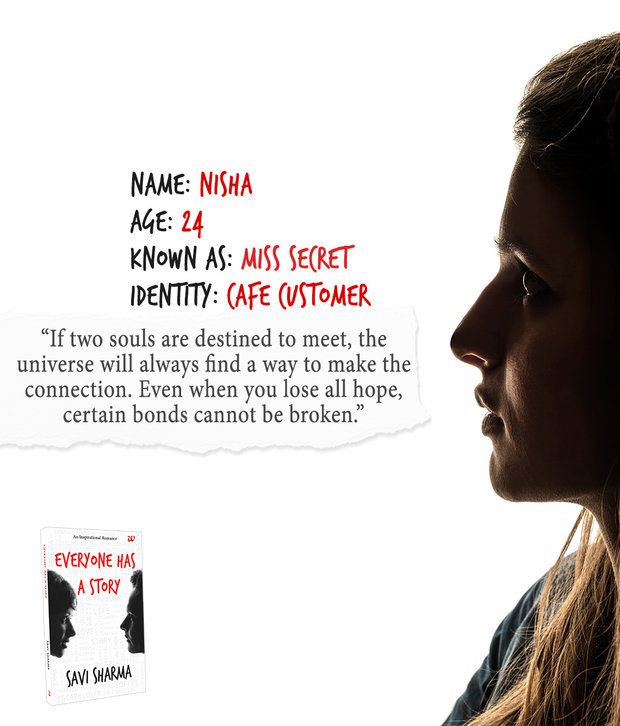 NAME: NISHA
AGE: 24
KNOWN AS: MISS SECRET
IDENTITY: CAFE CUSTOMER
“If two souls are destined to meet, the
universe will always find a way to make the
connection. Even when you lose all hope,
certain bonds cannot be broken.”
An Inspirational Romance
EVERYONE HAS
A STORY
SAVI SHARMA